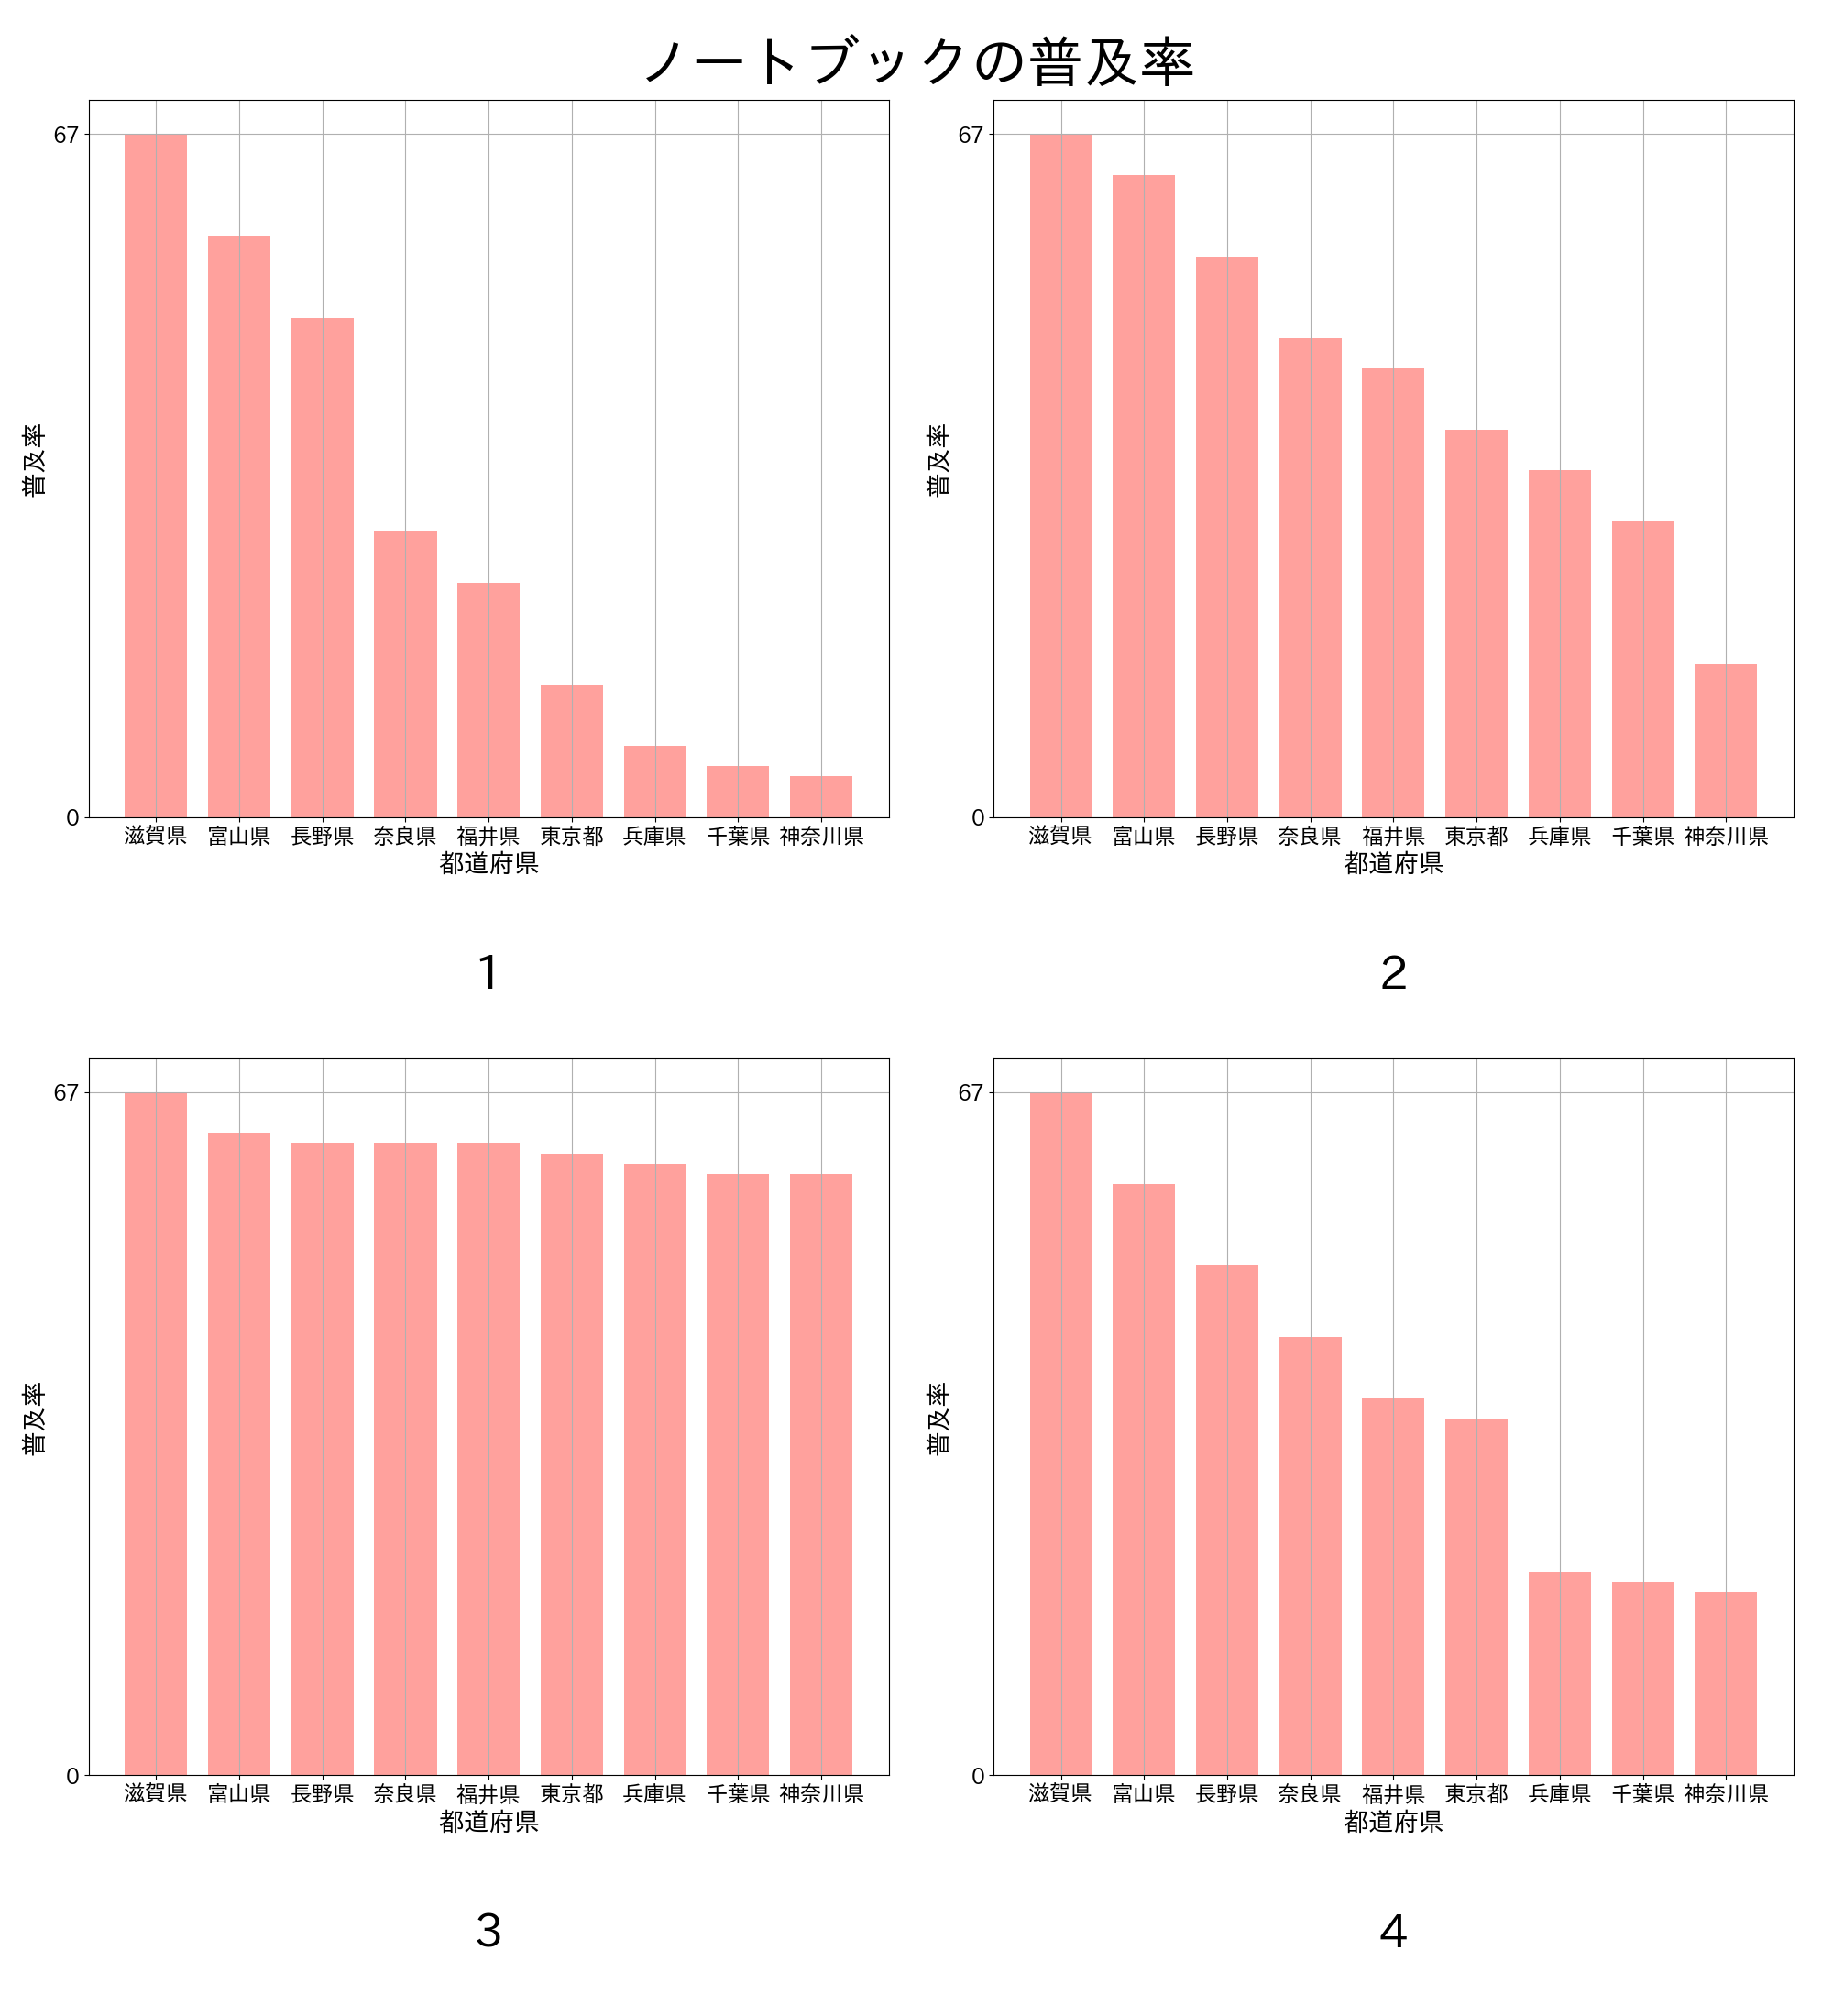 ノートブックの普及率
67
0
普及率
滋賀県 富山県 長野県 奈良県 福井県 東京都 兵庫県 千葉県 神奈川県
都道府県
1
67
0
普及率
滋賀県 富山県 長野県 奈良県 福井県 東京都 兵庫県 千葉県 神奈川県
都道府県
2
67
0
普及率
滋賀県 富山県 長野県 奈良県 福井県 東京都 兵庫県 千葉県 神奈川県
都道府県
3
67
0
普及率
滋賀県 富山県 長野県 奈良県 福井県 東京都 兵庫県 千葉県 神奈川県
都道府県
4